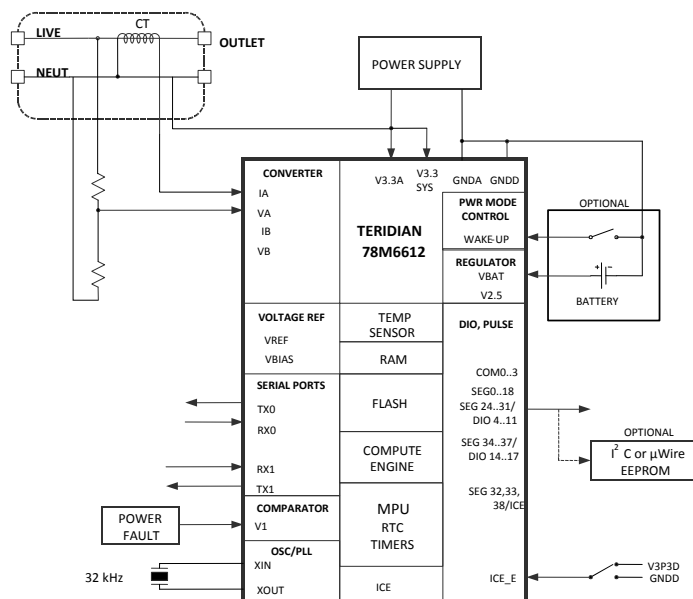 CT
LIVE
OUTLET
NEUT
POWER SUPPLY
CONVERTER
IA
VA
IB
VB
V3.3A
V3.3
SYS
GNDA GNDD
TERIDIAN
78M6612
PWR MODE
CONTROL
WAKE-UP
REGULATOR
VBAT
V2.5
OPTIONAL
BATTERY
VOLTAGE REF
VREF
VBIAS
TEMP
SENSOR
RAM
DIO, PULSE
COM0..3
SEG0..18
SEG 24..31/
DIO 4..11
SEG 34..37/
DIO 14..17
SEG 32,33,
38/ICE
SERIAL PORTS
TX0
RX0
RX1
TX1
FLASH
COMPUTE
ENGINE
OPTIONAL
I2 C or µWire
EEPROM
COMPARATOR
V1
POWER
FAULT
MPU
RTC
TIMERS
OSC/PLL
XIN
XOUT
32 kHz
ICE
ICE_E
V3P3D
GNDD